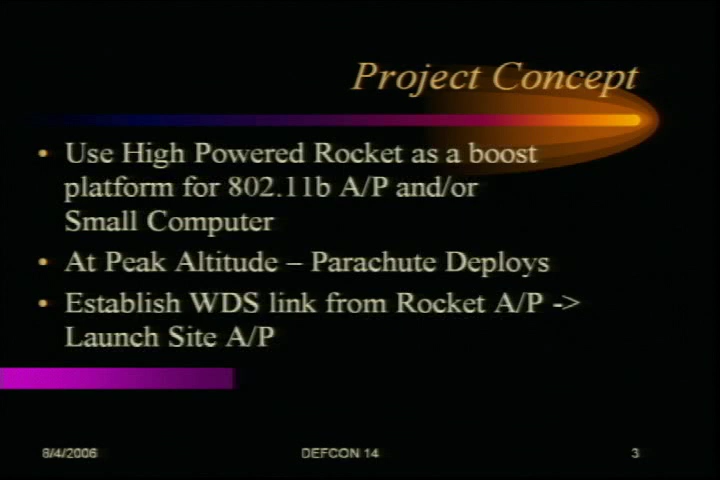 Project Concept
• Use High Powered Rocket as a boost
platform for 802.11b A/P and/or
Small Computer
• At Peak Altitude – Parachute Deploys
• Establish WDS link from Rocket A/P ->
Launch Site A/P
8/4/2006 DEFCON 14 3